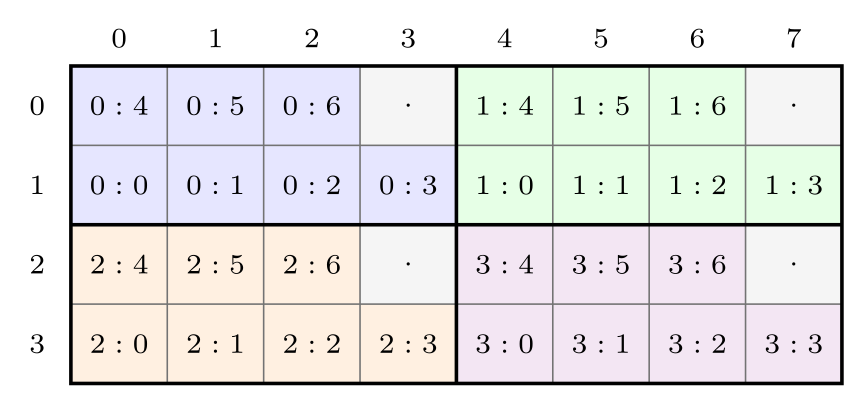 0 1 2 3 4 5 6 7
0 0 : 4 0 : 5 0 : 6 · 1 : 4 1 : 5 1 : 6 ·
1 0 : 0 0 : 1 0 : 2 0 : 3 1 : 0 1 : 1 1 : 2 1 : 3
2 2 : 4 2 : 5 2 : 6 · 3 : 4 3 : 5 3 : 6 ·
3 2 : 0 2 : 1 2 : 2 2 : 3 3 : 0 3 : 1 3 : 2 3 : 3